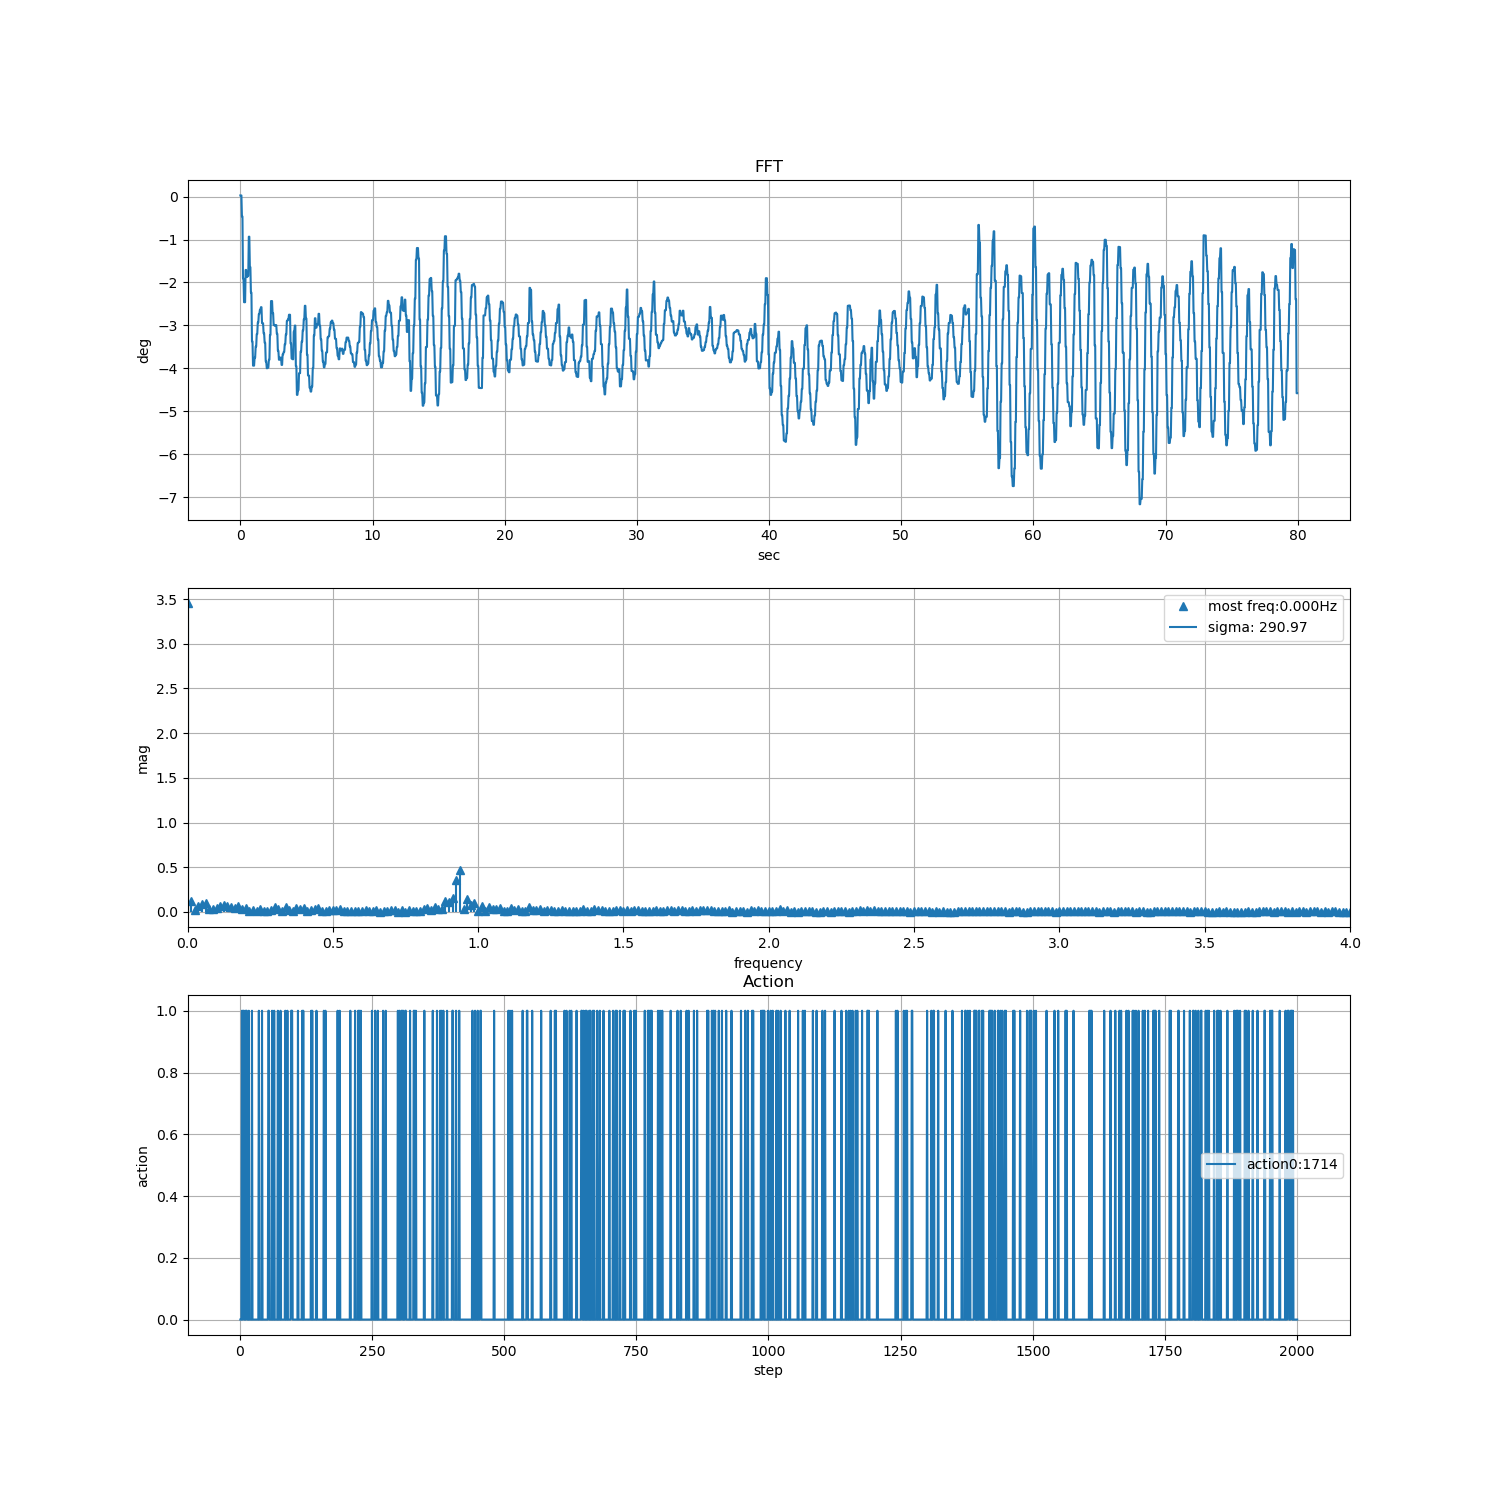 FFT
0
−1
−2
−3
−4
−5
−6
−7
deg
0 10 20 30 40 50 60 70 80
sec
3.5
3.0
2.5
2.0
1.5
1.0
0.5
0.0
mag
most freq:0.000Hz
sigma: 290.97
0.0 0.5 1.0 1.5 2.0 2.5 3.0 3.5 4.0
frequency
Action
1.0
0.8
0.6
0.4
0.2
0.0
action
action0:1714
0 250 500 750 1000 1250 1500 1750 2000
step